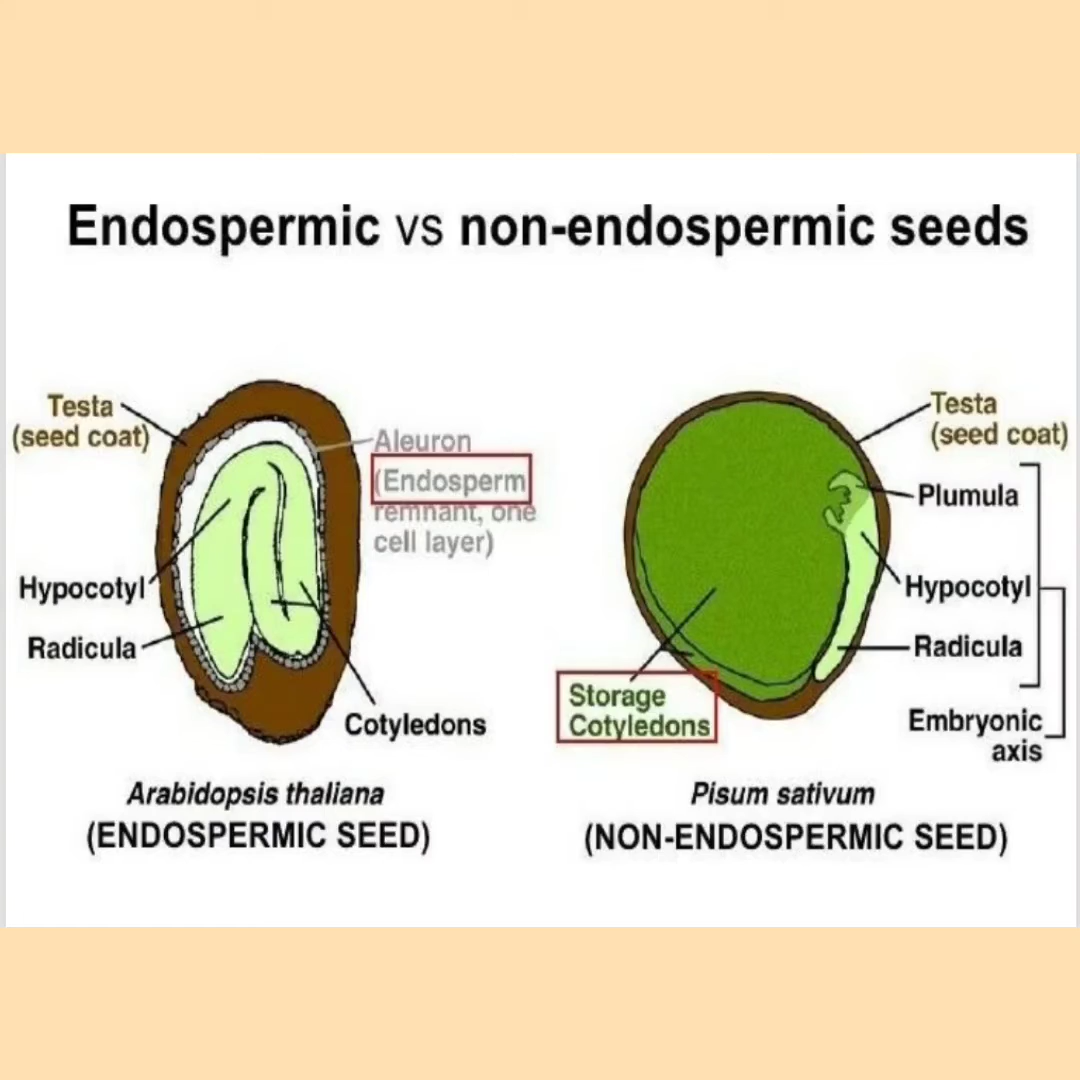 Endospermic vs non-endospermic seeds
Testa
(seed coat)
Aleuron
(Endosperm
remnant, one
cell layer)
Hypocotyl
Radicula
Cotyledons
Arabidopsis thaliana
(ENDOSPERMIC SEED)
Testa
(seed coat)
Plumula
Hypocotyl
Radicula
Embryonic
axis
Storage
Cotyledons
Pisum sativum
(NON-ENDOSPERMIC SEED)